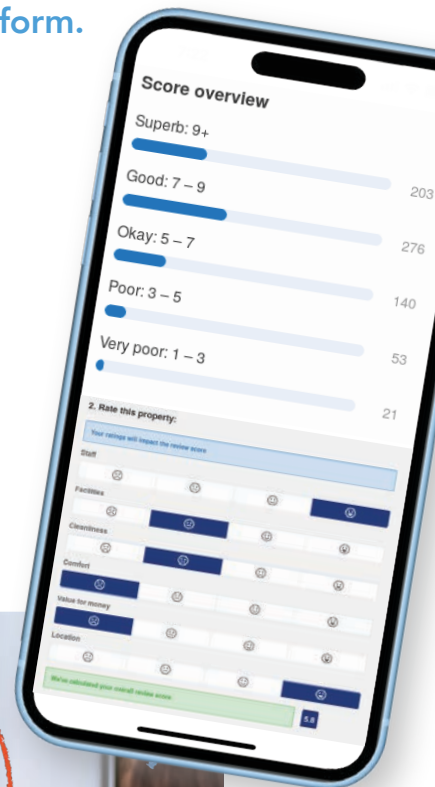 form.
Score overview
Superb: 9+
203
Good: 7 – 9
276
Okay: 5 – 7
140
Poor: 3 – 5
53
Very poor: 1 – 3
21
2. Rate this property:
Your ratings will impact the review score
Staff
Facilities
Cleanliness
Comfort
Value for money
Location
We've calculated your overall review score
5.8